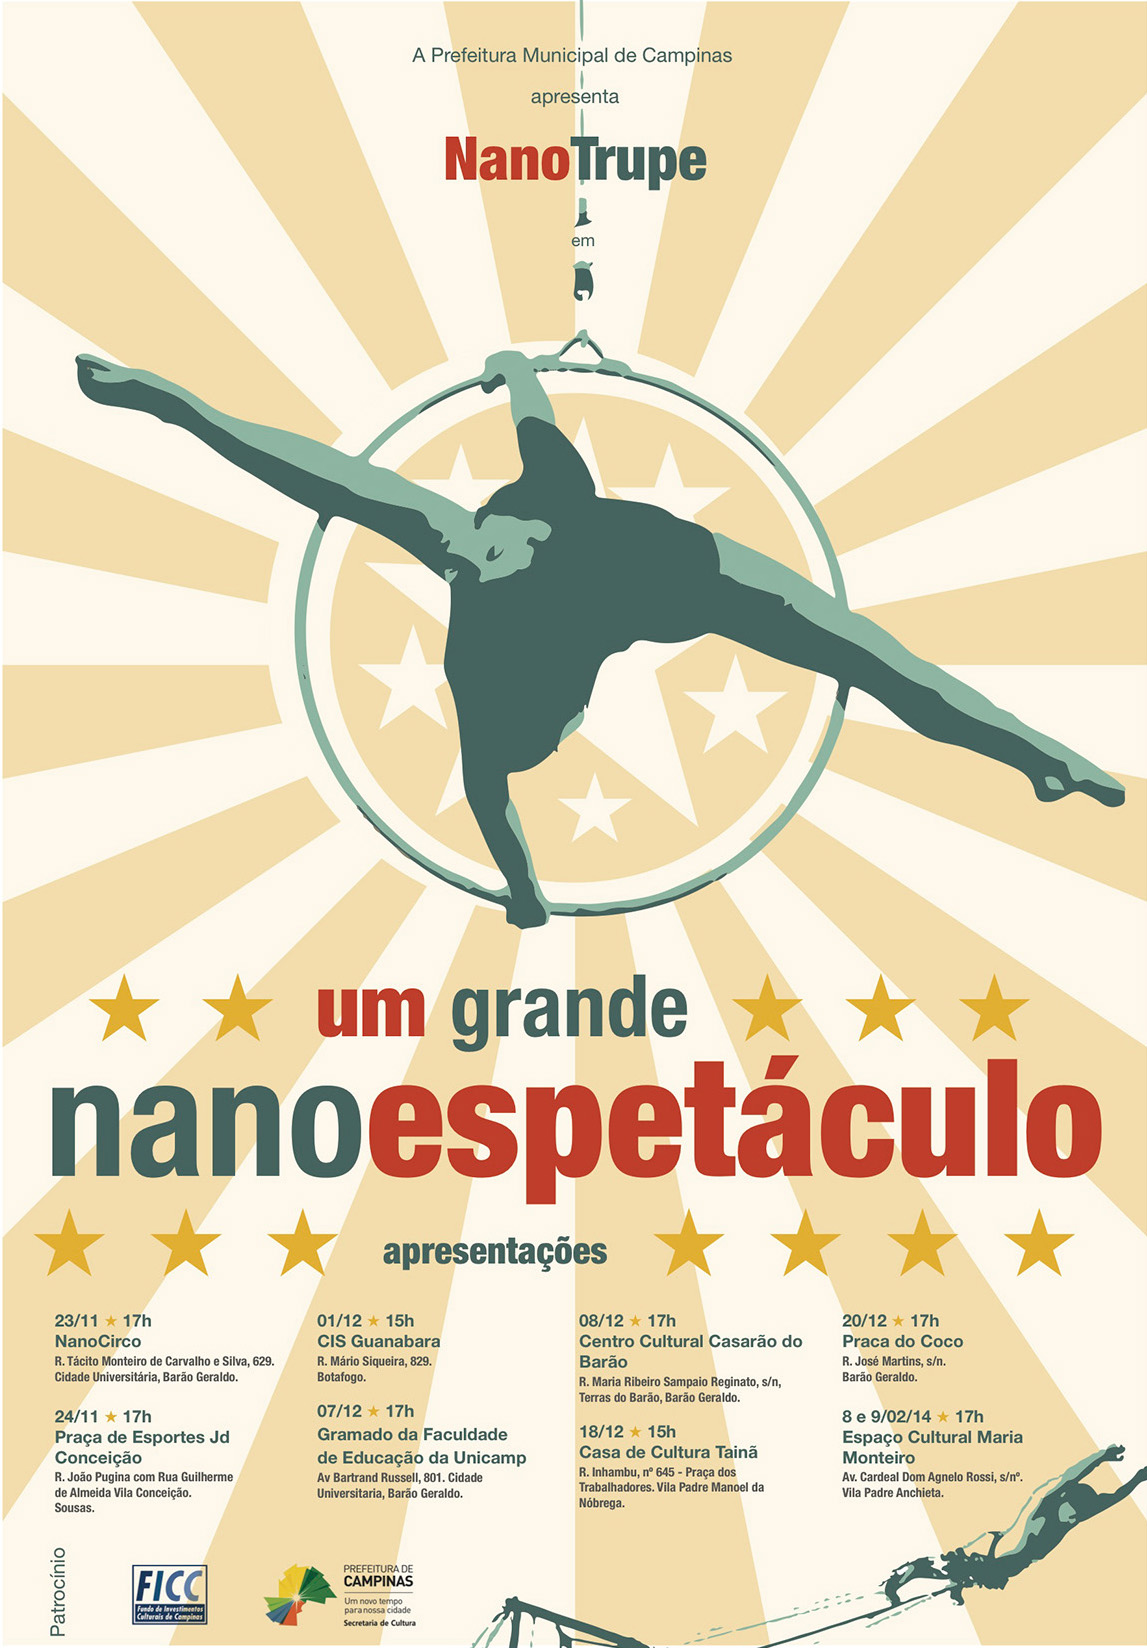 A Prefeitura Municipal de Campinas
apresenta
NanoTrupe
em
um grande
nanoespetáculo
apresentações
23/11 ★ 17h
NanoCirco
R. Tácito Monteiro de Carvalho e Silva, 629.
Cidade Universitária, Barão Geraldo.
24/11 ★ 17h
Praça de Esportes Jd
Conceição
R. João Pugina com Rua Guilherme
de Almeida Vila Conceição.
Sousas.
01/12 ★ 15h
CIS Guanabara
R. Mário Siqueira, 829.
Botafogo.
07/12 ★ 17h
Gramado da Faculdade
de Educação da Unicamp
Av Bartrand Russell, 801. Cidade
Universitaria, Barão Geraldo.
08/12 ★ 17h
Centro Cultural Casarão do
Barão
R. Maria Ribeiro Sampaio Reginato, s/n,
Terras do Barão, Barão Geraldo.
18/12 ★ 15h
Casa de Cultura Tainã
R. Inhambu, nº 645 - Praça dos
Trabalhadores. Vila Padre Manoel da
Nóbrega.
20/12 ★ 17h
Praca do Coco
R. José Martins, s/n.
Barão Geraldo.
8 e 9/02/14 ★ 17h
Espaço Cultural Maria
Monteiro
Av. Cardeal Dom Agnelo Rossi, s/nº.
Vila Padre Anchieta.
Patrocínio
FICC
Fundo de Investimentos
Culturais de Campinas
PREFEITURA DE
CAMPINAS
Um novo tempo
para nossa cidade
Secretaria de Cultura